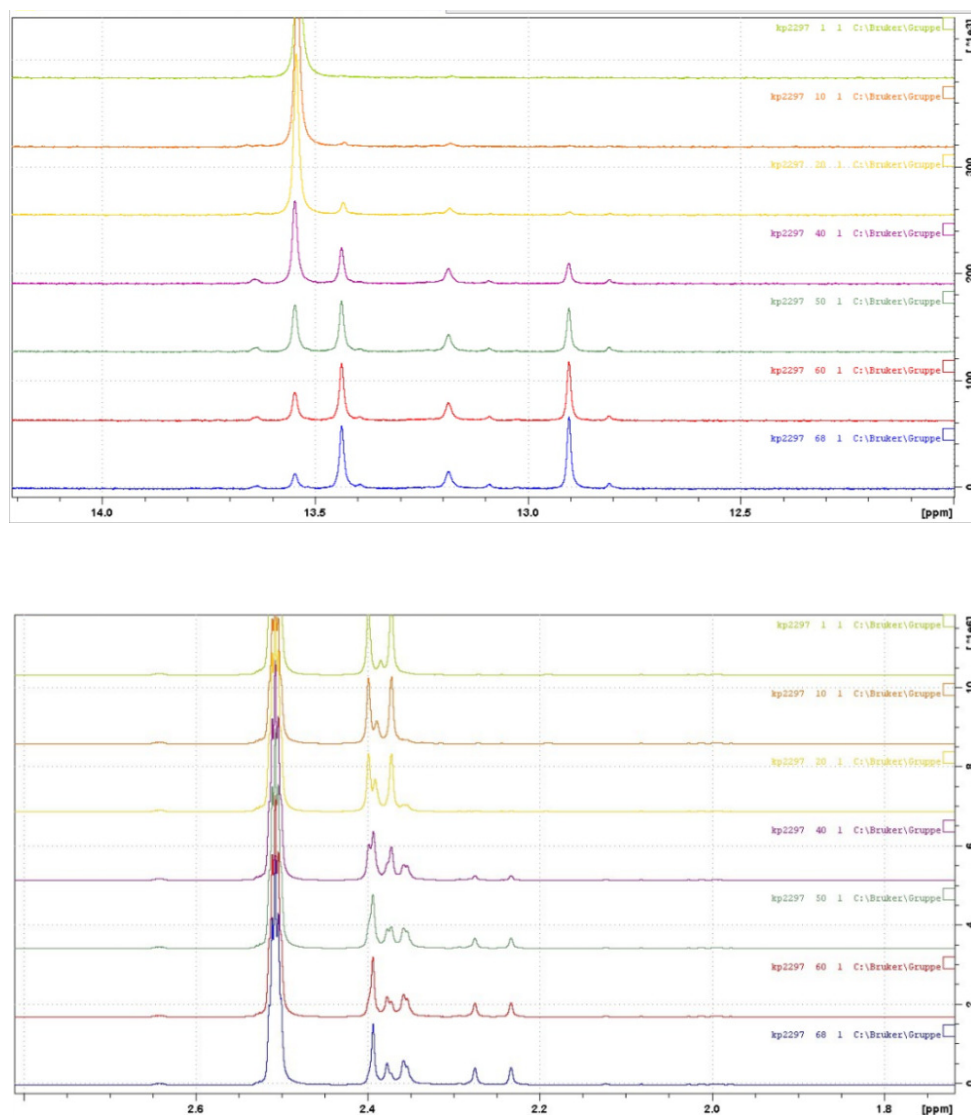 kp2297 1 1 C:\Bruker\Gruppe
kp2297 10 1 C:\Bruker\Gruppe
kp2297 20 1 C:\Bruker\Gruppe
kp2297 40 1 C:\Bruker\Gruppe
kp2297 50 1 C:\Bruker\Gruppe
kp2297 60 1 C:\Bruker\Gruppe
kp2297 68 1 C:\Bruker\Gruppe
200
100
0
14.0 13.5 13.0 12.5 [ppm]
kp2297 1 1 C:\Bruker\Gruppe
kp2297 10 1 C:\Bruker\Gruppe
kp2297 20 1 C:\Bruker\Gruppe
kp2297 40 1 C:\Bruker\Gruppe
kp2297 50 1 C:\Bruker\Gruppe
kp2297 60 1 C:\Bruker\Gruppe
kp2297 68 1 C:\Bruker\Gruppe
10
8
6
4
2
0
2.6 2.4 2.2 2.0 1.8 [ppm]